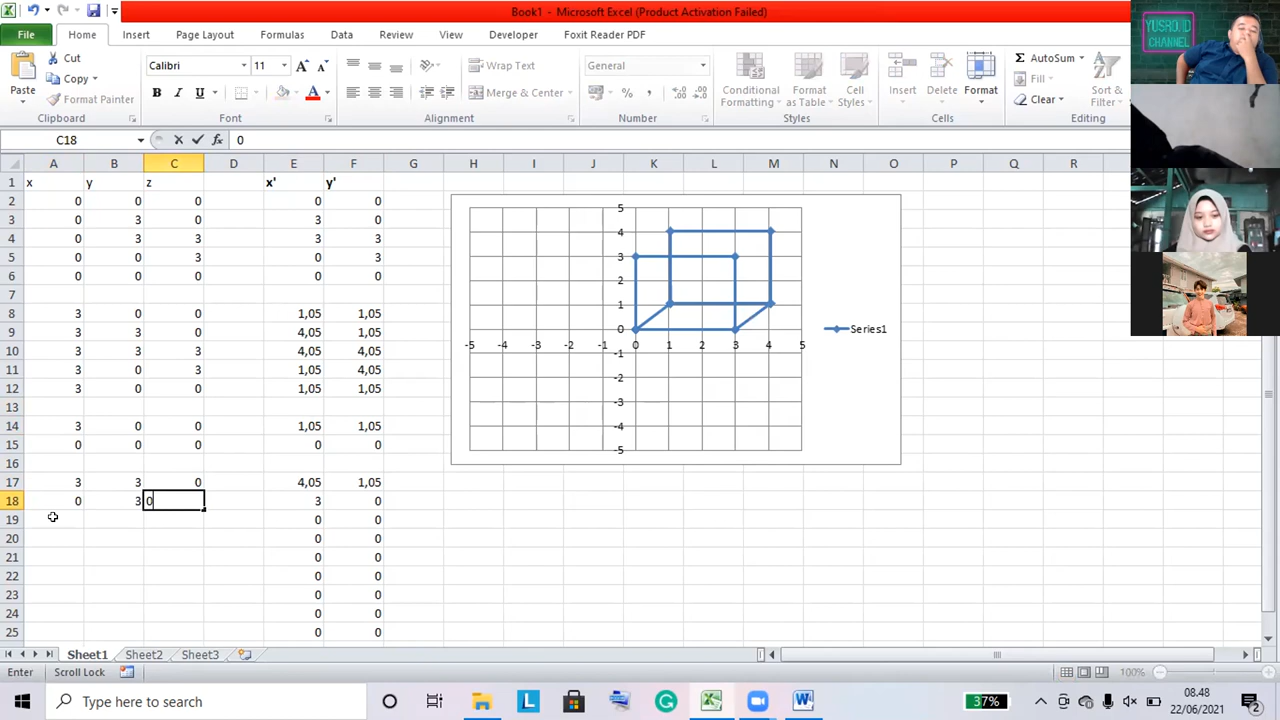 Book1 - Microsoft Excel (Product Activation Failed)
File Home Insert Page Layout Formulas Data Review View Developer Foxit Reader PDF
Paste Cut Copy Format Painter
Calibri 11
B I U A
Wrap Text
Merge & Center
General
% ,
Conditional Formatting Format as Table Cell Styles
Insert Delete Format
AutoSum
Fill
Clear
Sort & Filter
Clipboard Font Alignment Number Styles Cells Editing
C18 0
A B C D E F G H I J K L M N O P Q R
1 x y z x' y'
2 0 0 0 0 0
3 0 3 0 3 0
4 0 3 3 3 3
5 0 0 3 0 3
6 0 0 0 0 0
7
8 3 0 0 1,05 1,05
9 3 3 0 4,05 1,05
10 3 3 3 4,05 4,05
11 3 0 3 1,05 4,05
12 3 0 0 1,05 1,05
13
14 3 0 0 1,05 1,05
15 0 0 0 0 0
16
17 3 3 0 4,05 1,05
18 0 3 0 3 0
19 0 0
20 0 0
21 0 0
22 0 0
23 0 0
24 0 0
25 0 0
5
4
3
2
1
0
-5 -4 -3 -2 -1 0 1 2 3 4 5
-1
-2
-3
-4
-5
Series1
YUSRO.ID
CHANNEL
Sheet1 Sheet2 Sheet3
Enter Scroll Lock 100%
Type here to search
37%
08.48
22/06/2021
2